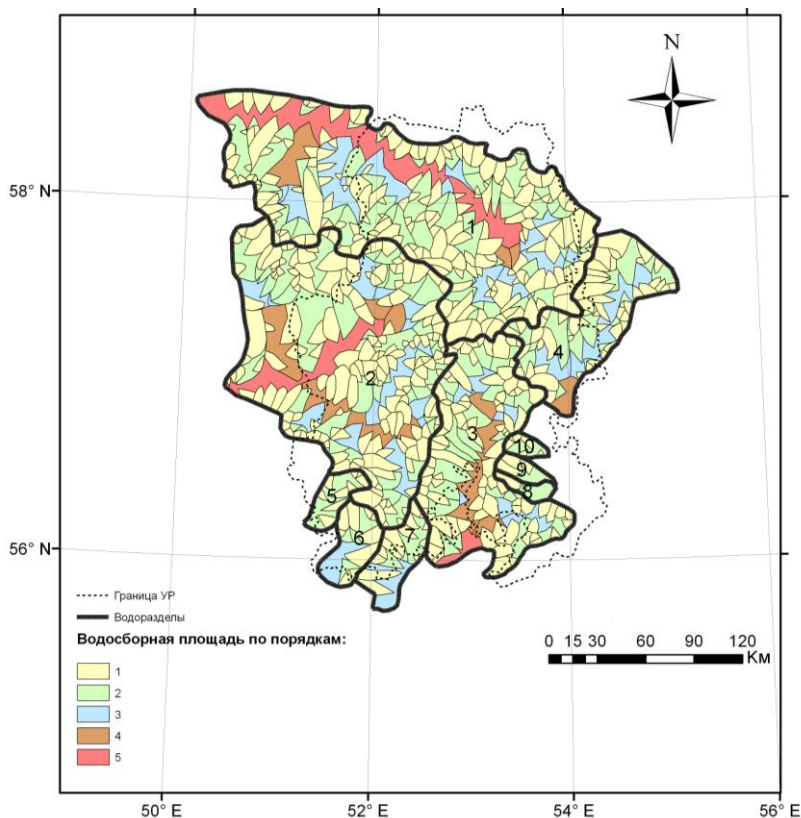 N
58° N
56° N
1
2
3
4
5
6
7
8
9
10
Граница УР
Водоразделы
Водосборная площадь по порядкам:
1
2
3
4
5
0 15 30 60 90 120
Км
50° E 52° E 54° E 56° E